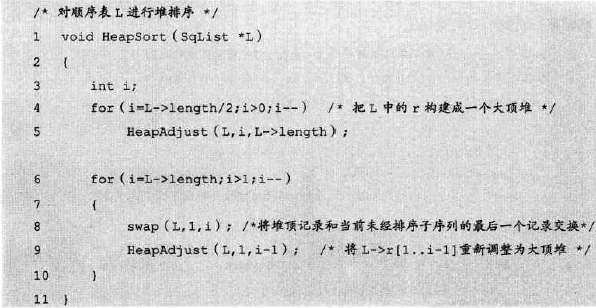 /* 对顺序表L进行堆排序 */
1 void HeapSort(SqList *L)
2 {
3 int i;
4 for(i=L->length/2;i>0;i--) /* 把L中的r构建成一个大顶堆 */
5 HeapAdjust(L,i,L->length);
6 for(i=L->length;i>1;i--)
7 {
8 swap(L,1,i); /*将堆顶记录和当前未经排序子序列的最后一个记录交换*/
9 HeapAdjust(L,1,i-1); /* 将L->r[1..i-1]重新调整为大顶堆 */
10 }
11 }